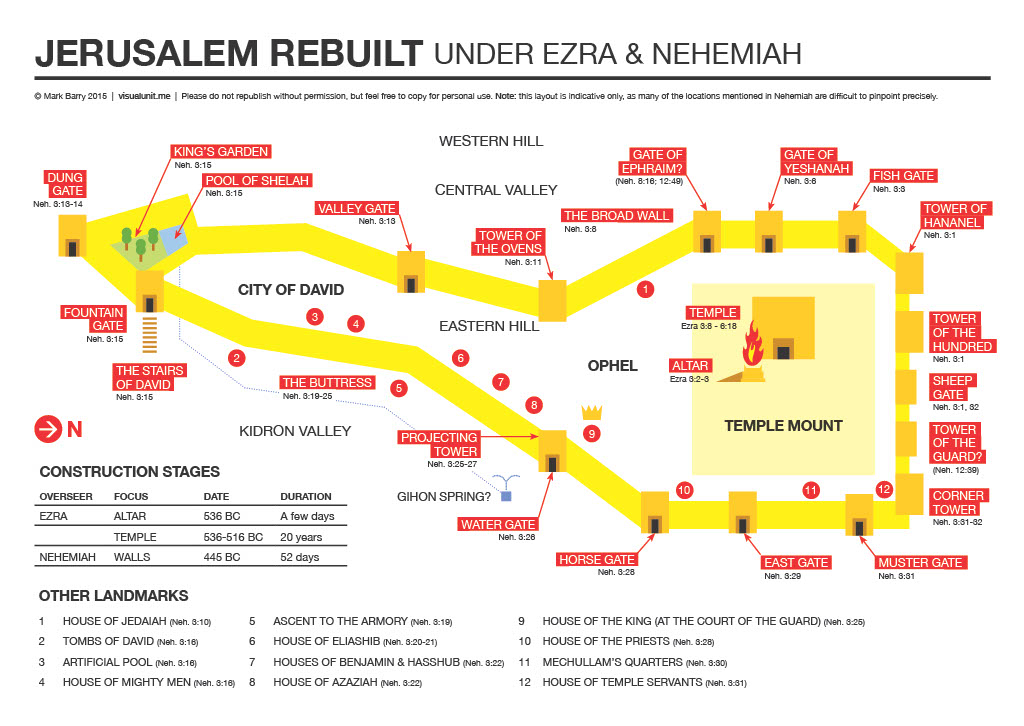 JERUSALEM REBUILT UNDER EZRA & NEHEMIAH
© Mark Barry 2015 | visualunit.me | Please do not republish without permission, but feel free to copy for personal use. Note: this layout is indicative only, as many of the locations mentioned in Nehemiah are difficult to pinpoint precisely.
WESTERN HILL
CENTRAL VALLEY
KING'S GARDEN
Neh. 3:15
POOL OF SHELAH
Neh. 3:15
DUNG
GATE
Neh. 3:13-14
VALLEY GATE
Neh. 3:13
TOWER OF
THE OVENS
Neh. 3:11
THE BROAD WALL
Neh. 3:8
GATE OF
EPHRAIM?
(Neh. 8:16; 12:49)
GATE OF
YESHANAH
Neh. 3:6
FISH GATE
Neh. 3:3
TOWER OF
HANANEL
Neh. 3:1
CITY OF DAVID
1
3
4
EASTERN HILL
FOUNTAIN
GATE
Neh. 3:15
THE STAIRS
OF DAVID
Neh. 3:15
2
THE BUTTRESS
Neh. 3:19-25
5
6
7
8
9
OPHEL
TEMPLE
Ezra 3:8 - 6:18
ALTAR
Ezra 3:2-3
TEMPLE MOUNT
TOWER
OF THE
HUNDRED
Neh. 3:1
SHEEP
GATE
Neh. 3:1, 32
TOWER
OF THE
GUARD?
(Neh. 12:39)
CORNER
TOWER
Neh. 3:31-32
N
KIDRON VALLEY
PROJECTING
TOWER
Neh. 3:25-27
GIHON SPRING?
WATER GATE
Neh. 3:26
10
11
12
HORSE GATE
Neh. 3:28
EAST GATE
Neh. 3:29
MUSTER GATE
Neh. 3:31
CONSTRUCTION STAGES
OVERSEER FOCUS DATE DURATION
EZRA ALTAR 536 BC A few days
TEMPLE 536-516 BC 20 years
NEHEMIAH WALLS 445 BC 52 days
OTHER LANDMARKS
1 HOUSE OF JEDAIAH (Neh. 3:10)
2 TOMBS OF DAVID (Neh. 3:16)
3 ARTIFICIAL POOL (Neh. 3:16)
4 HOUSE OF MIGHTY MEN (Neh. 3:16)
5 ASCENT TO THE ARMORY (Neh. 3:19)
6 HOUSE OF ELIASHIB (Neh. 3:20-21)
7 HOUSES OF BENJAMIN & HASSHUB (Neh. 3:22)
8 HOUSE OF AZAZIAH (Neh. 3:22)
9 HOUSE OF THE KING (AT THE COURT OF THE GUARD) (Neh. 3:25)
10 HOUSE OF THE PRIESTS (Neh. 3:28)
11 MECHULLAM'S QUARTERS (Neh. 3:30)
12 HOUSE OF TEMPLE SERVANTS (Neh. 3:31)